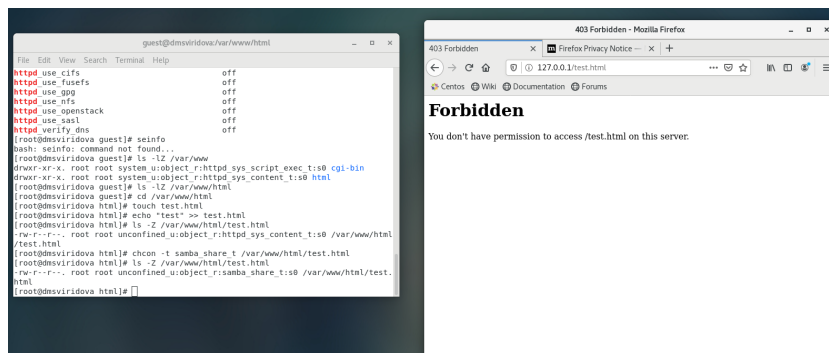 guest@dmsviridova:/var/www/html
File Edit View Search Terminal Help
httpd_use_cifs off
httpd_use_fusefs off
httpd_use_gpg off
httpd_use_nfs off
httpd_use_openstack off
httpd_use_sasl off
httpd_verify_dns off
[root@dmsviridova guest]# seinfo
bash: seinfo: command not found...
[root@dmsviridova guest]# ls -lZ /var/www
drwxr-xr-x. root root system_u:object_r:httpd_sys_script_exec_t:s0 cgi-bin
drwxr-xr-x. root root system_u:object_r:httpd_sys_content_t:s0 html
[root@dmsviridova guest]# ls -lZ /var/www/html
[root@dmsviridova guest]# cd /var/www/html
[root@dmsviridova html]# touch test.html
[root@dmsviridova html]# echo "test" >> test.html
[root@dmsviridova html]# ls -Z /var/www/html/test.html
-rw-r--r--. root root unconfined_u:object_r:httpd_sys_content_t:s0 /var/www/html
/test.html
[root@dmsviridova html]# chcon -t samba_share_t /var/www/html/test.html
[root@dmsviridova html]# ls -Z /var/www/html/test.html
-rw-r--r--. root root unconfined_u:object_r:samba_share_t:s0 /var/www/html/test.
html
[root@dmsviridova html]#
403 Forbidden - Mozilla Firefox
403 Forbidden
Firefox Privacy Notice —
127.0.0.1/test.html
Centos Wiki Documentation Forums
Forbidden
You don't have permission to access /test.html on this server.